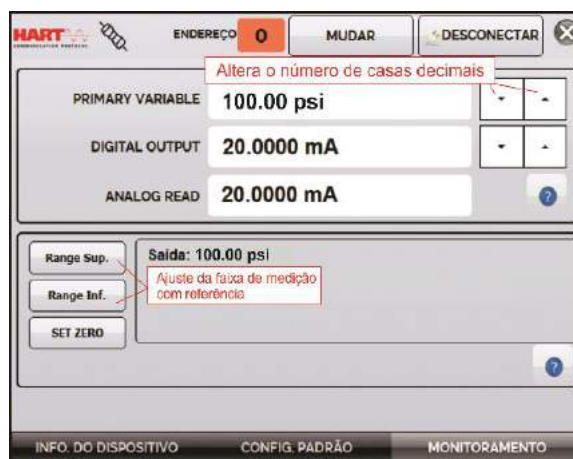 HART
COMMUNICATION PROTOCOL
ENDEREÇO 0 MUDAR DESCONECTAR
Altera o número de casas decimais
PRIMARY VARIABLE 100.00 psi
DIGITAL OUTPUT 20.0000 mA
ANALOG READ 20.0000 mA
?
Range Sup. Saída: 100.00 psi
Ajuste da faixa de medição
Range Inf. com referência
SET ZERO
?
INFO. DO DISPOSITIVO CONFIG. PADRÃO MONITORAMENTO